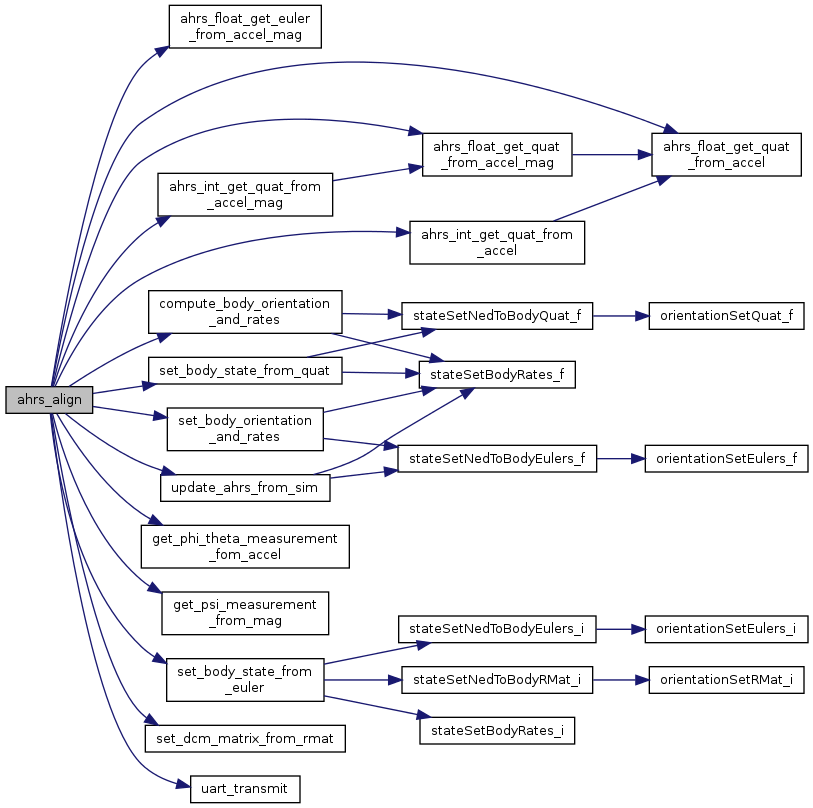 ahrs_align
ahrs_float_get_euler
_from_accel_mag
ahrs_float_get_quat
_from_accel_mag
ahrs_float_get_quat
_from_accel
ahrs_int_get_quat_from
_accel_mag
ahrs_int_get_quat_from
_accel
compute_body_orientation
_and_rates
stateSetNedToBodyQuat_f
orientationSetQuat_f
set_body_state_from_quat
stateSetBodyRates_f
set_body_orientation
_and_rates
stateSetNedToBodyEulers_f
orientationSetEulers_f
update_ahrs_from_sim
get_phi_theta_measurement
_fom_accel
get_psi_measurement
_from_mag
stateSetNedToBodyEulers_i
orientationSetEulers_i
set_body_state_from
_euler
stateSetNedToBodyRMat_i
orientationSetRMat_i
stateSetBodyRates_i
set_dcm_matrix_from_rmat
uart_transmit